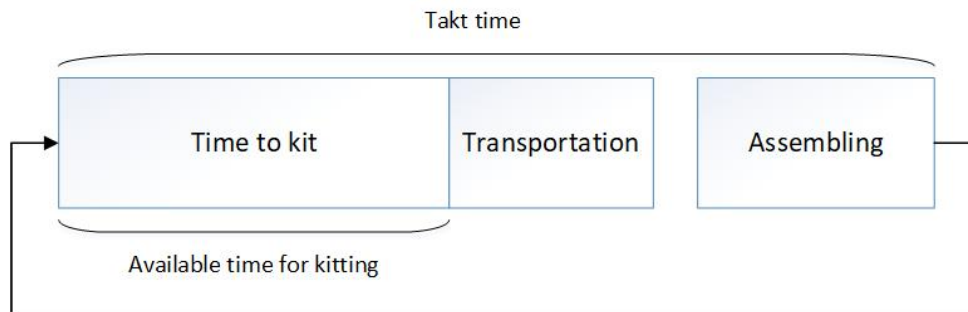 Takt time
Time to kit
Transportation
Assembling
Available time for kitting